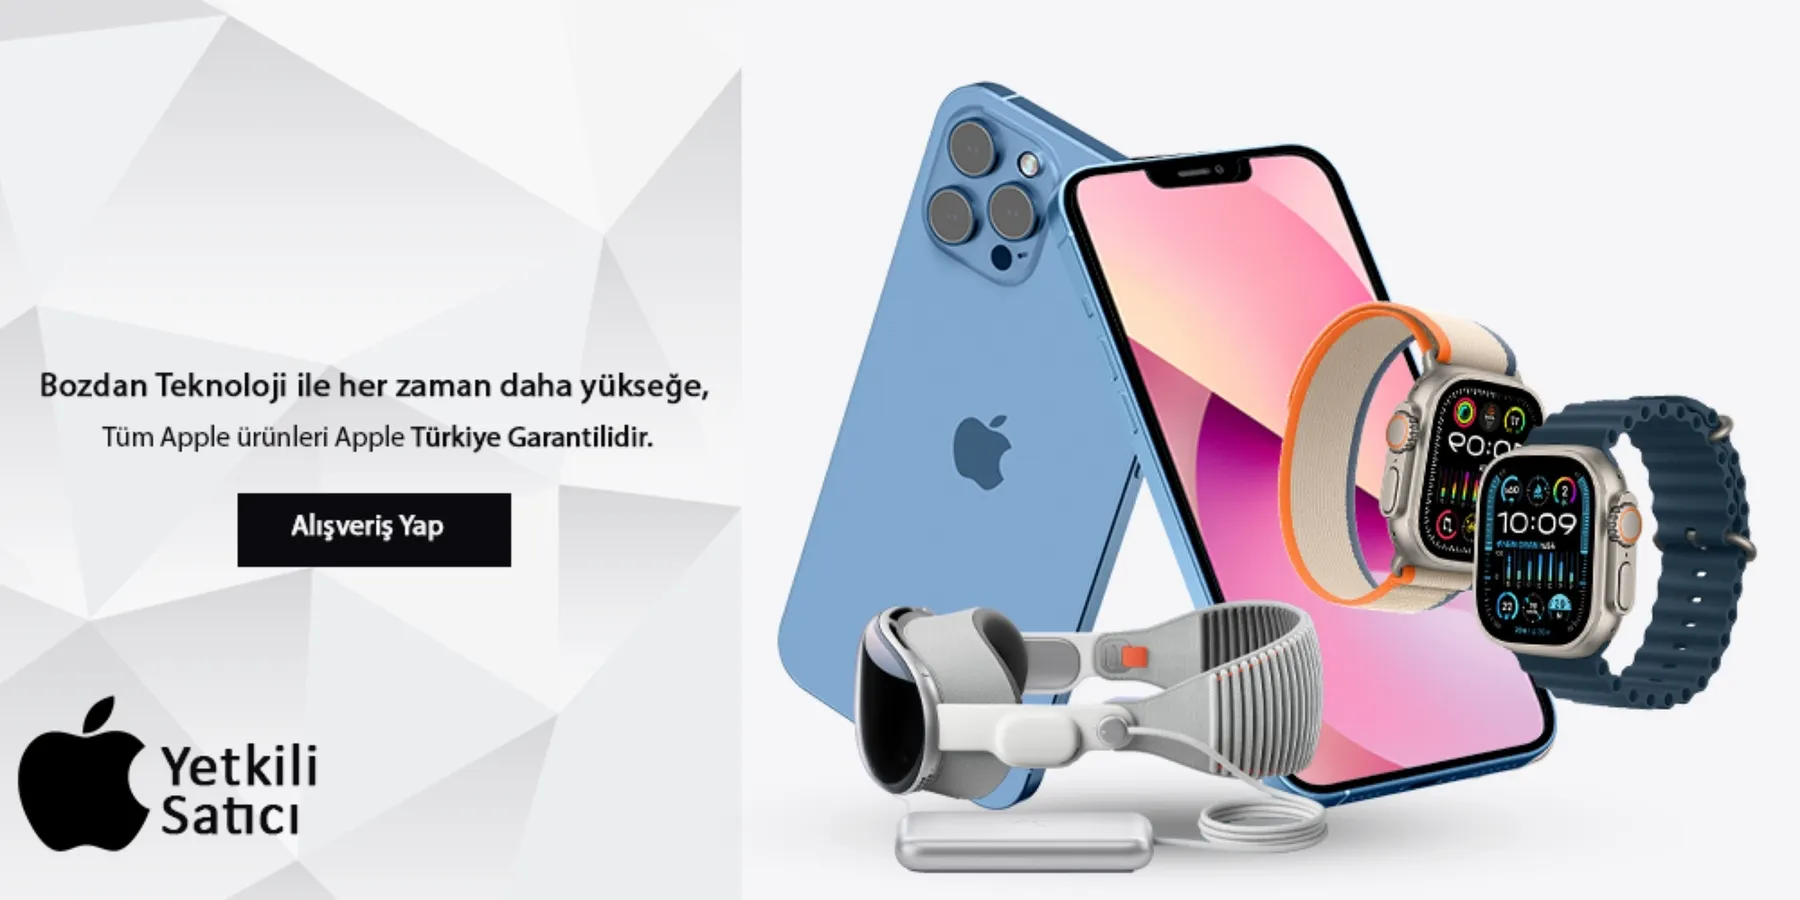 Bozdan Teknoloji ile her zaman daha yükseğe,
Tüm Apple ürünleri Apple Türkiye Garantilidir.
Alışveriş Yap
Yetkili
Satıcı
10:09